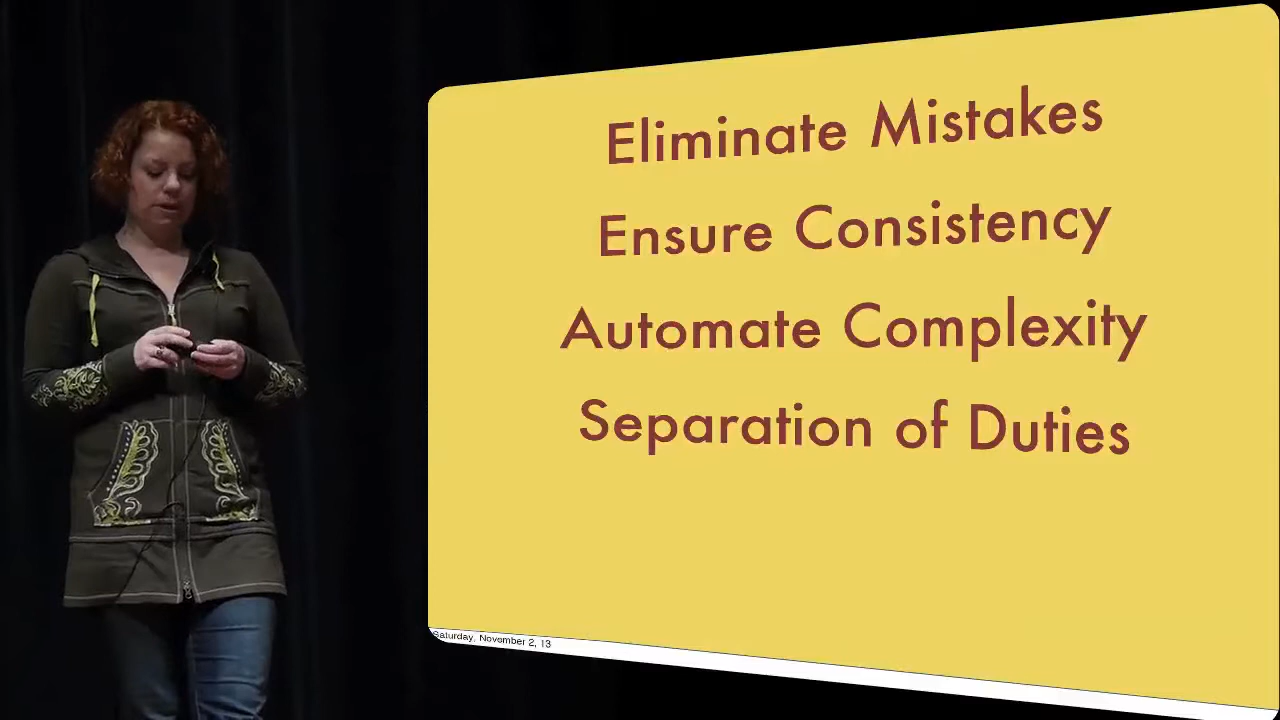 Eliminate Mistakes
Ensure Consistency
Automate Complexity
Separation of Duties
Saturday, November 2, 13